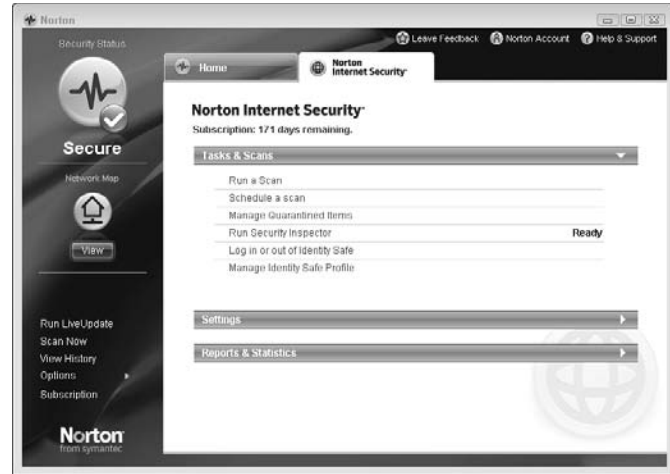 Norton
Security Status
Secure
Network Map
View
Run LiveUpdate
Scan Now
View History
Options
Subscription
Norton
from symantec
Leave Feedback Norton Account Help & Support
Home
Norton
Internet Security
Norton Internet Security
Subscription: 171 days remaining.
Tasks & Scans
Run a Scan
Schedule a scan
Manage Quarantined Items
Run Security Inspector Ready
Log in or out of Identity Safe
Manage Identity Safe Profile
Settings
Reports & Statistics